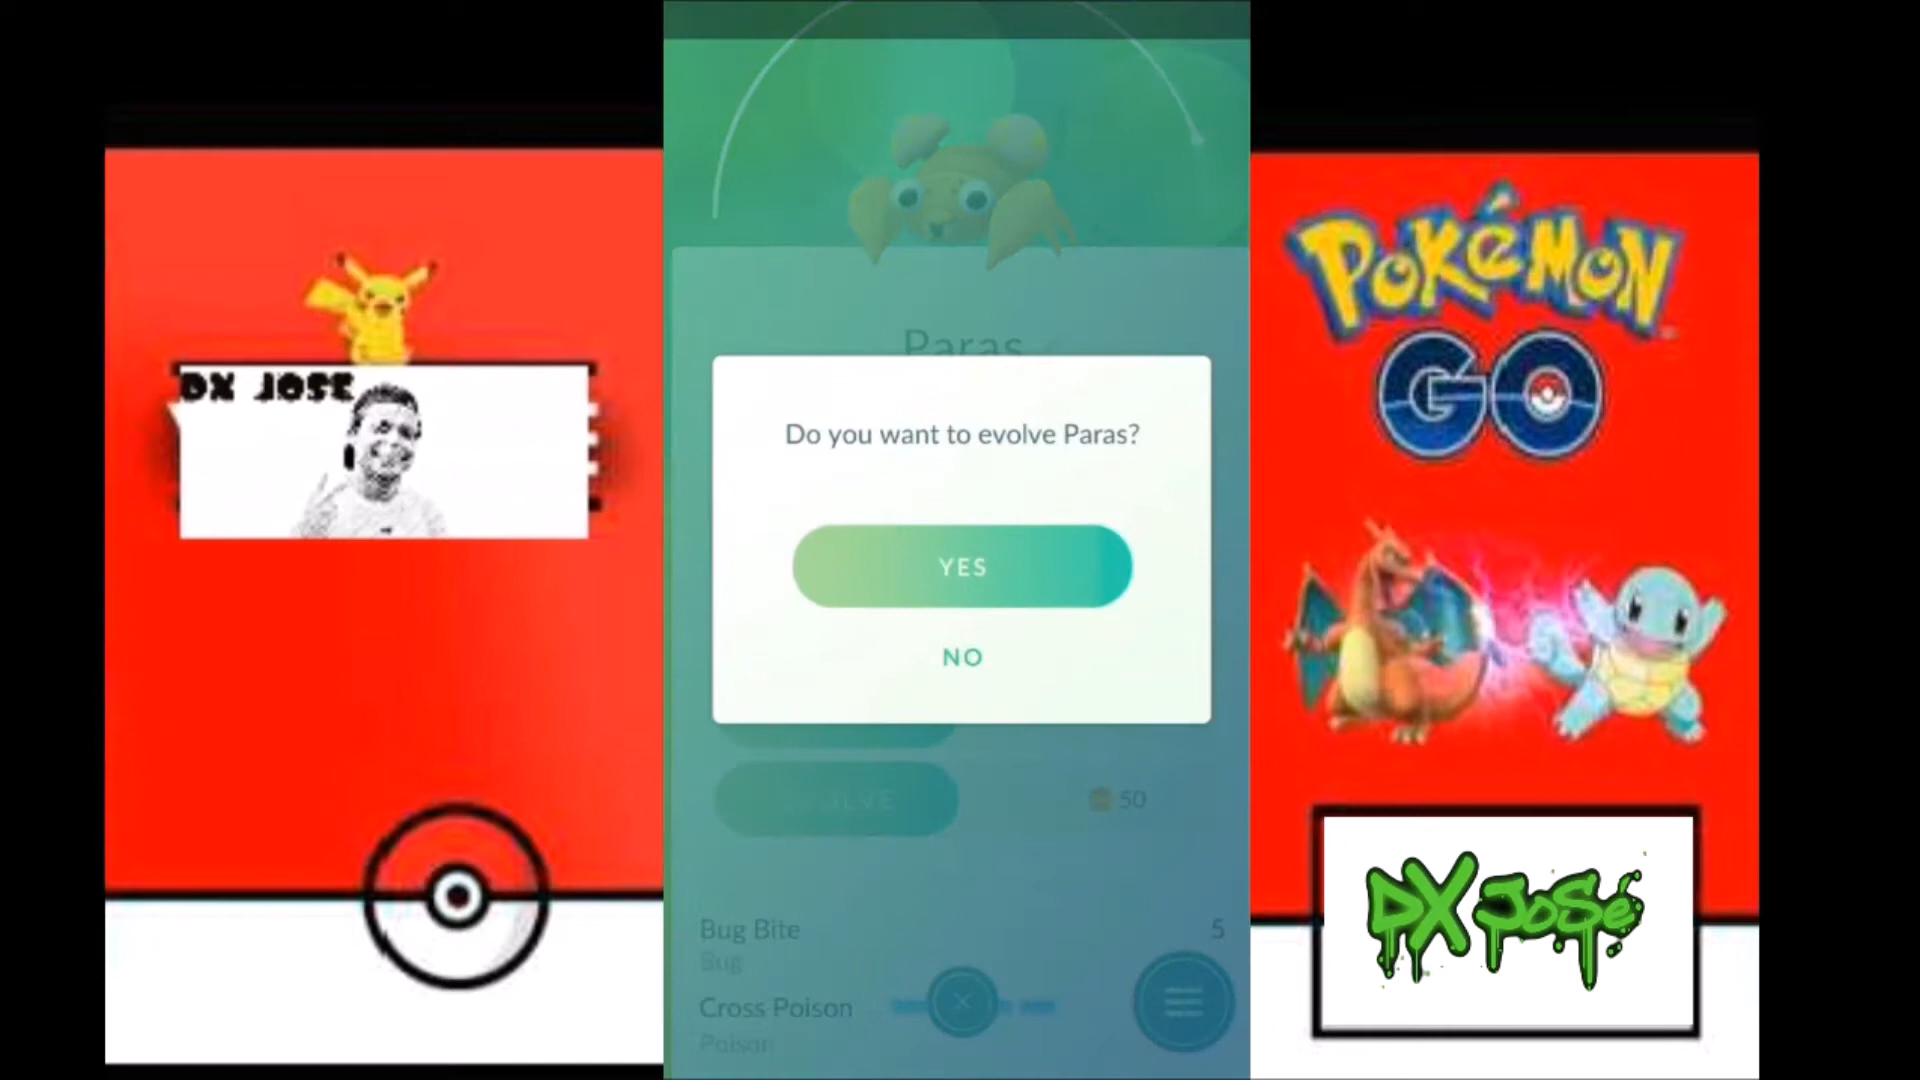 DX JOSE
Paras
Do you want to evolve Paras?
YES
NO
50
Bug Bite
5
Bug
Cross Poison
Poison
POKéMON
GO
DX JoSé